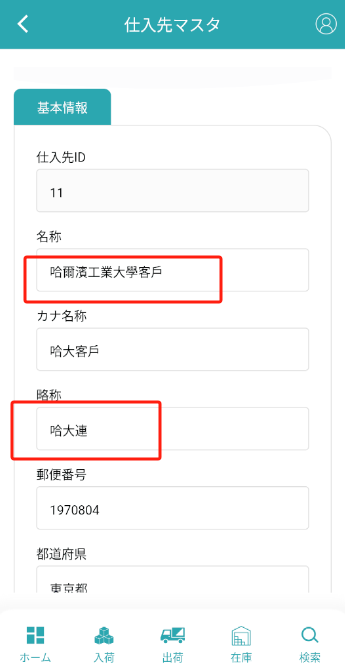 仕入先マスタ
基本情報
仕入先ID
11
名称
哈爾濱工業大學客戶
カナ名称
哈大客戶
略称
哈大連
郵便番号
1970804
都道府県
東京都
ホーム
入荷
出荷
在庫
検索